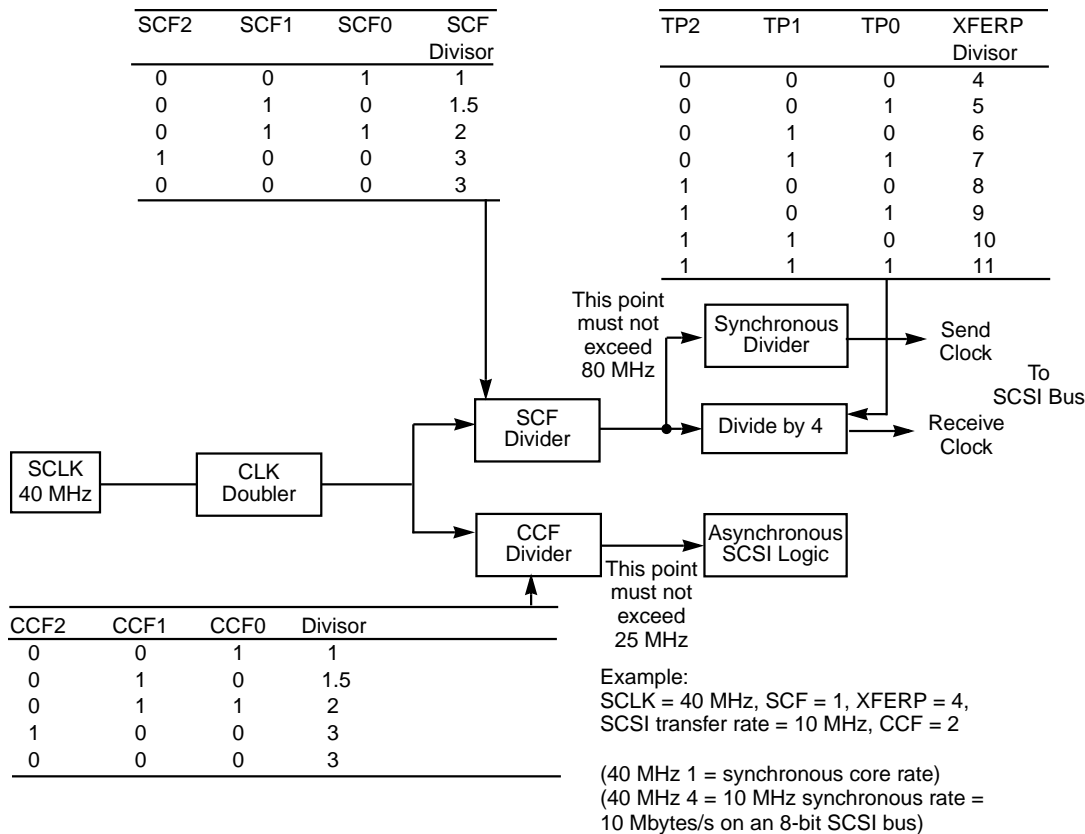 SCF2 SCF1 SCF0 SCF
Divisor
0 0 1 1
0 1 0 1.5
0 1 1 2
1 0 0 3
0 0 0 3
TP2 TP1 TP0 XFERP
Divisor
0 0 0 4
0 0 1 5
0 1 0 6
0 1 1 7
1 0 0 8
1 0 1 9
1 1 0 10
1 1 1 11
This point
must not
exceed
80 MHz
Synchronous
Divider
Send
Clock
To
SCSI Bus
SCF
Divider
Divide by 4
Receive
Clock
SCLK
40 MHz
CLK
Doubler
CCF
Divider
Asynchronous
SCSI Logic
This point
must not
exceed
25 MHz
CCF2 CCF1 CCF0 Divisor
0 0 1 1
0 1 0 1.5
0 1 1 2
1 0 0 3
0 0 0 3
Example:
SCLK = 40 MHz, SCF = 1, XFERP = 4,
SCSI transfer rate = 10 MHz, CCF = 2
(40 MHz 1 = synchronous core rate)
(40 MHz 4 = 10 MHz synchronous rate =
10 Mbytes/s on an 8-bit SCSI bus)